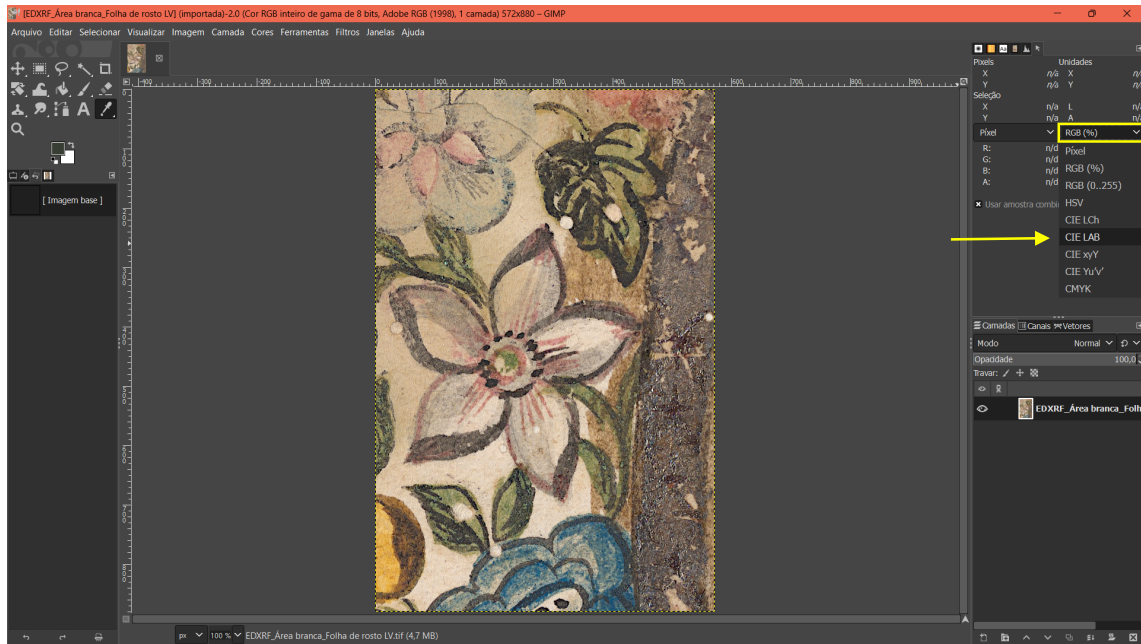 [EDXRF_Área branca_Folha de rosto LV] (importada)-2.0 (Cor RGB inteiro de gama de 8 bits, Adobe RGB (1998), 1 camada) 572x880 – GIMP
Arquivo Editar Selecionar Visualizar Imagem Camada Cores Ferramentas Filtros Janelas Ajuda
Pixels Unidades
X n/a X n/a
Y n/a Y n/a
Seleção
X n/a L n/a
Y n/a A n/a
Píxel RGB (%)
R: n/d
G: n/d
B: n/d
A: n/d
Píxel
RGB (%)
RGB (0..255)
HSV
CIE LCh
CIE LAB
CIE xyY
CIE Yu'v'
CMYK
Usar amostra combi
[ Imagem base ]
Camadas Canais Vetores
Modo Normal
Opacidade 100,0
Travar:
EDXRF_Área branca_Folh
px 100 % EDXRF_Área branca_Folha de rosto LV.tif (4,7 MB)